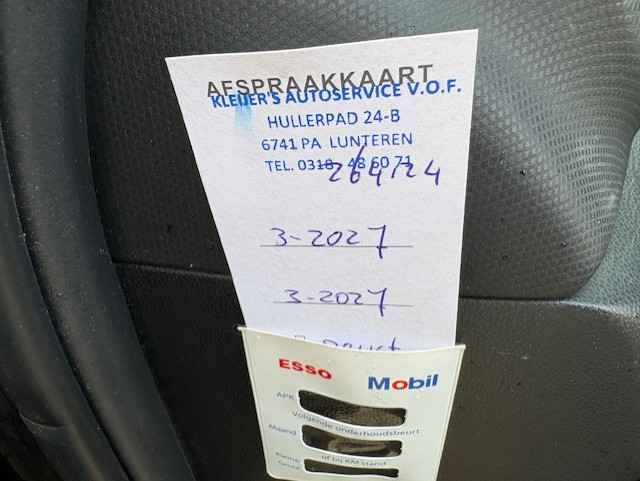 AFSPRAAKKAART
KLEIJER'S AUTOSERVICE V.O.F.
HULLERPAD 24-B
6741 PA LUNTEREN
TEL. 0318 - 48 60 71
264124
3-2027
3-2027
ESSO Mobil
APK
Volgende onderhoudsbeurt
Maand
of bij KM stand